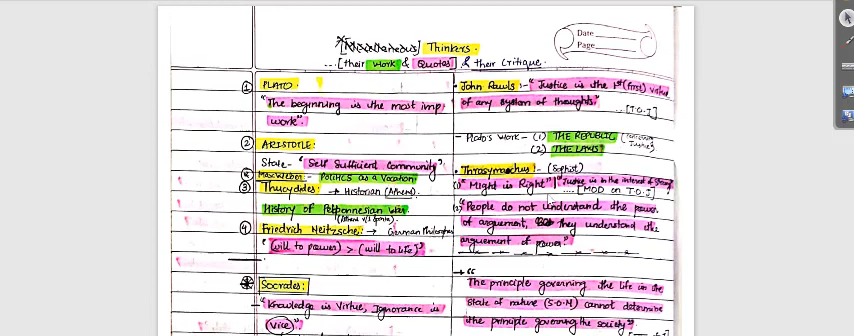 [Miscellaneous] Thinkers.
...[their Work & Quotes] & their Critique.
Date
Page
① PLATO.
"The beginning is the most imp.
work".
② ARISTOTLE:
State- "Self Sufficient Community".
Max Weber:- Politics as a Vocation
③ Thucydides → Historian (Athens)
History of Peloponnesian War
(Athens v/s Sparta).
④ Friedrich Neitzsche: → German Philosopher
"(will to power) > (will to life)"
Socrates:
"Knowledge is Virtue, Ignorance is
(Vice)".
• John Rawls:- "Justice is the 1st (first) virtue
of any system of thoughts."
...[T.O.J]
- Plato's Work - (1) THE REPUBLIC
(2) THE LAWS
• Thrasymachus:- (Sophist)
(1) "Might is Right" | "Justice is in the interest of Strong"
[MOD on T.O.J]
(2) "People do not understand the power
of arguement, they understand the
arguement of power"
→ "
The principle governing the life in the
state of nature (S.O.N) cannot determine
the principle governing the society"